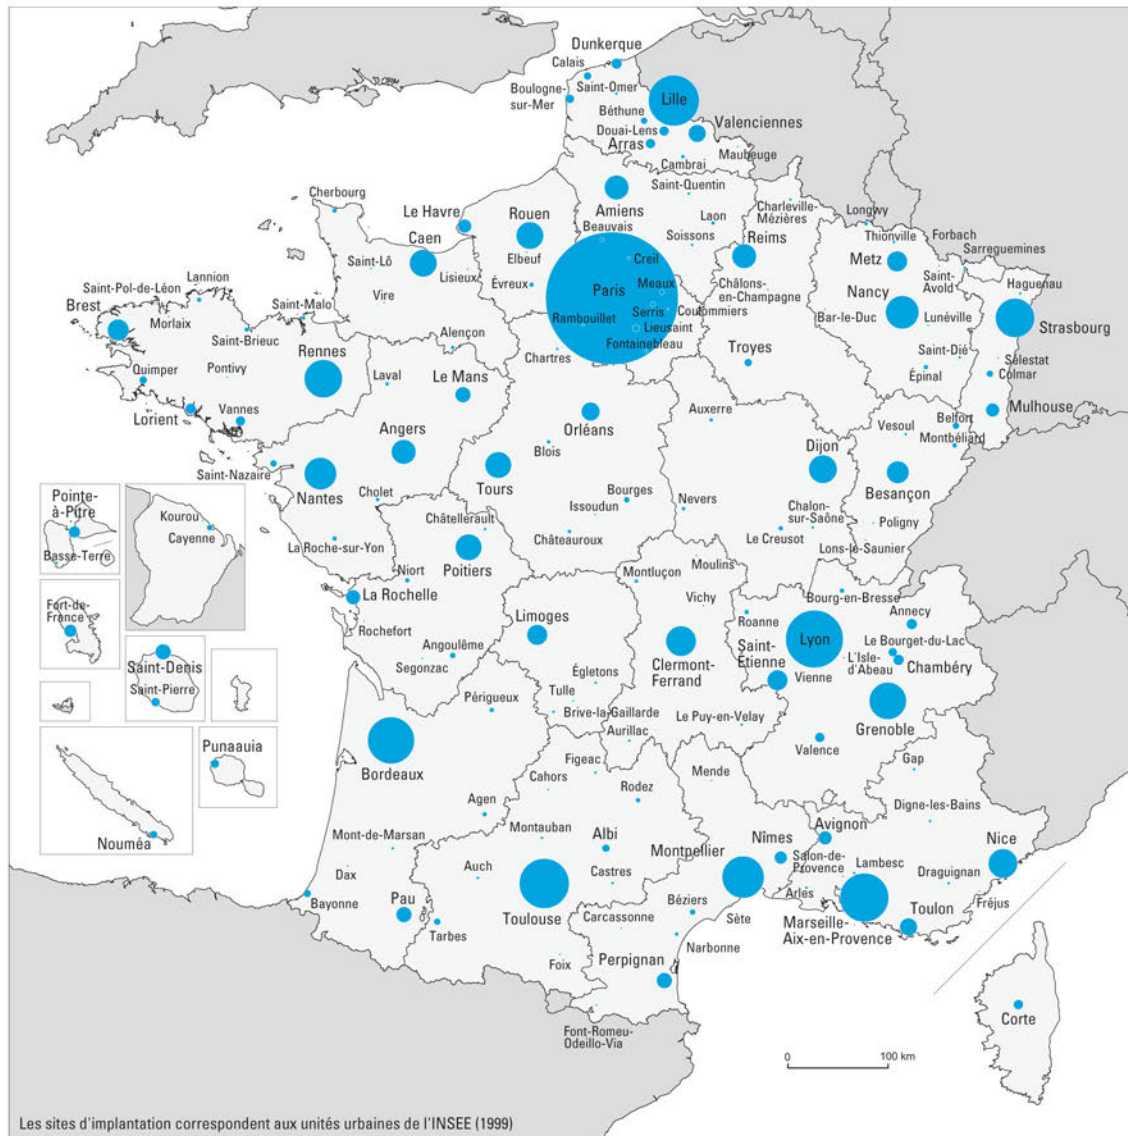 Dunkerque
Calais
Saint-Omer
Boulogne-
sur-Mer
Lille
Béthune
Douai-Lens
Arras
Valenciennes
Cambrai
Maubeuge
Saint-Quentin
Amiens
Beauvais
Charleville-
Mézières
Laon
Soissons
Cherbourg
Le Havre
Rouen
Caen
Elbeuf
Saint-Lô
Lisieux
Évreux
Vire
Creil
Meaux
Paris
Serris
Coulommiers
Rambouillet
Lieusaint
Fontainebleau
Reims
Châlons-
en-Champagne
Longwy
Thionville
Forbach
Sarreguemines
Metz
Saint-
Avold
Haguenau
Nancy
Bar-le-Duc
Lunéville
Strasbourg
Saint-Dié
Sélestat
Épinal
Colmar
Mulhouse
Lannion
Saint-Pol-de-Léon
Brest
Morlaix
Saint-Malo
Saint-Brieuc
Alençon
Chartres
Troyes
Rennes
Quimper
Pontivy
Laval
Le Mans
Lorient
Vannes
Auxerre
Belfort
Vesoul
Montbéliard
Angers
Orléans
Blois
Dijon
Saint-Nazaire
Nantes
Tours
Besançon
Cholet
Bourges
Issoudun
Nevers
Chalon-
sur-Saône
Poligny
Châtellerault
Châteauroux
Le Creusot
Lons-le-Saunier
La Roche-sur-Yon
Poitiers
Pointe-
à-Pitre
Basse-Terre
Kourou
Cayenne
Niort
La Rochelle
Rochefort
Montluçon
Moulins
Vichy
Bourg-en-Bresse
Annecy
Roanne
Fort-de-
France
Limoges
Angoulême
Segonzac
Lyon
Le Bourget-du-Lac
Saint-
Étienne
L'Isle-
d'Abeau
Chambéry
Vienne
Clermont-
Ferrand
Saint-Denis
Saint-Pierre
Égletons
Tulle
Périgueux
Brive-la-Gaillarde
Le Puy-en-Velay
Aurillac
Grenoble
Valence
Punaauia
Bordeaux
Figeac
Cahors
Mende
Gap
Rodez
Agen
Digne-les-Bains
Nouméa
Mont-de-Marsan
Montauban
Albi
Nîmes
Avignon
Nice
Montpellier
Salon-de-
Provence
Lambesc
Dax
Auch
Castres
Draguignan
Arles
Fréjus
Bayonne
Pau
Toulouse
Béziers
Sète
Carcassonne
Marseille-
Aix-en-Provence
Toulon
Tarbes
Narbonne
Foix
Perpignan
Font-Romeu-
Odeillo-Via
Corte
0
100 km
Les sites d'implantation correspondent aux unités urbaines de l'INSEE (1999)